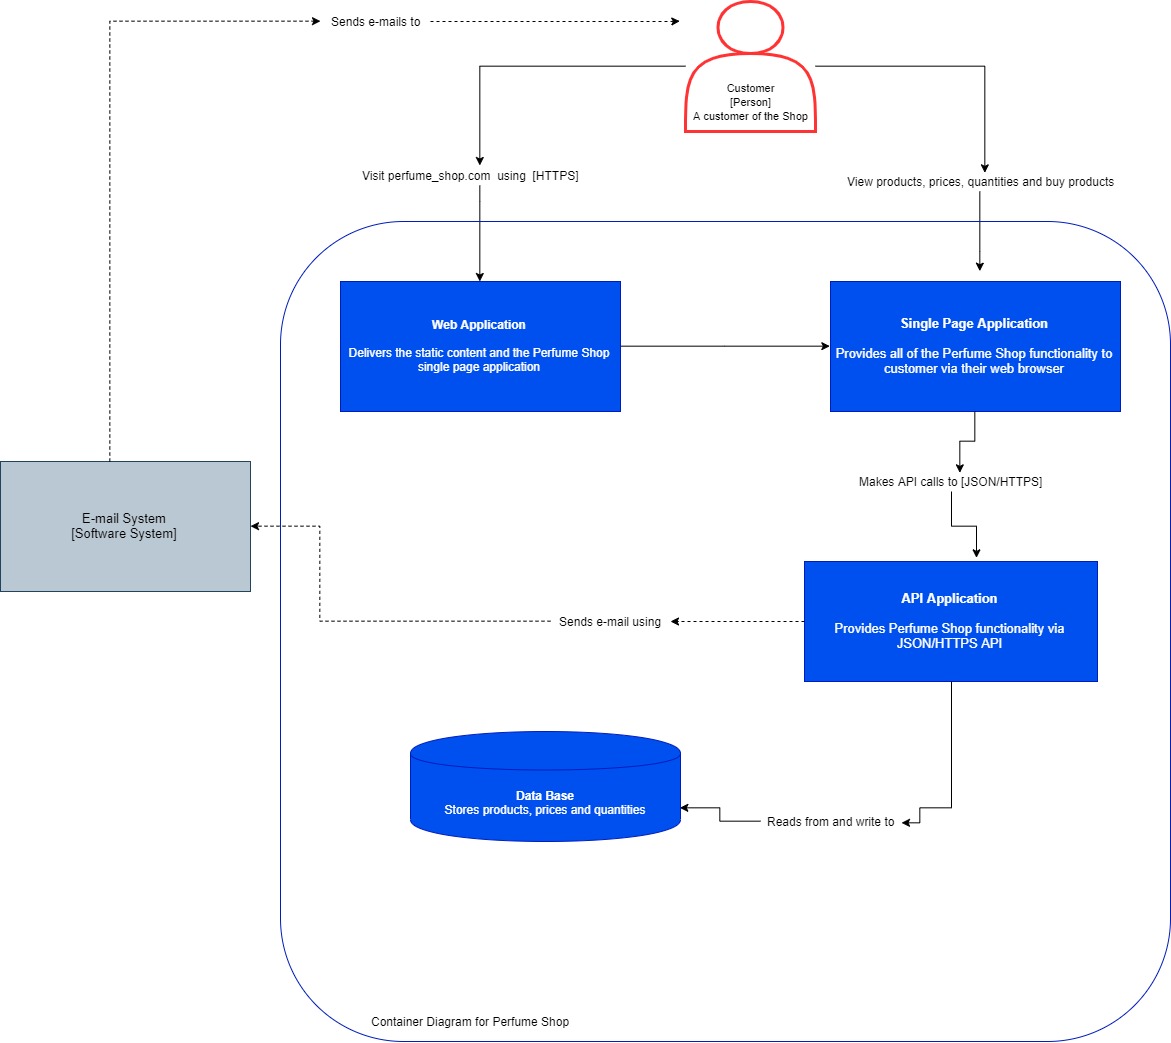 Sends e-mails to
Customer
[Person]
A customer of the Shop
Visit perfume_shop.com using [HTTPS]
View products, prices, quantities and buy products
Web Application
Delivers the static content and the Perfume Shop
single page application
Single Page Application
Provides all of the Perfume Shop functionality to
customer via their web browser
Makes API calls to [JSON/HTTPS]
E-mail System
[Software System]
API Application
Provides Perfume Shop functionality via
JSON/HTTPS API
Sends e-mail using
Data Base
Stores products, prices and quantities
Reads from and write to
Container Diagram for Perfume Shop